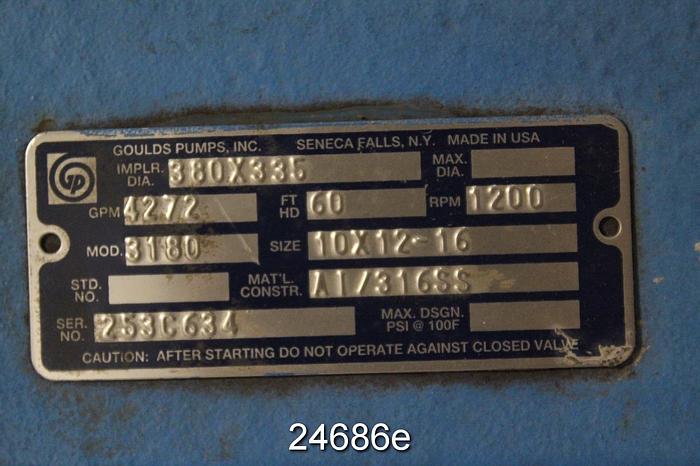 GOULDS PUMPS, INC. SENECA FALLS, N.Y. MADE IN USA
IMPLR. DIA. 380X335 MAX. DIA.
GPM 4272 FT HD 60 RPM 1200
MOD. 3180 SIZE 10X12-16
STD. NO. MAT'L. CONSTR. AI/316SS
SER. NO. 253C634 MAX. DSGN. PSI @ 100F
CAUTION: AFTER STARTING DO NOT OPERATE AGAINST CLOSED VALVE
24686e